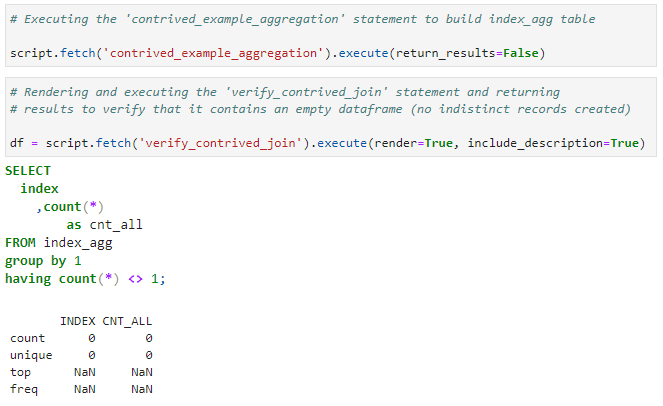 # Executing the 'contrived_example_aggregation' statement to build index_agg table
script.fetch('contrived_example_aggregation').execute(return_results=False)
# Rendering and executing the 'verify_contrived_join' statement and returning
# results to verify that it contains an empty dataframe (no indistinct records created)
df = script.fetch('verify_contrived_join').execute(render=True, include_description=True)
SELECT
  index
    ,count(*)
        as cnt_all
FROM index_agg
group by 1
having count(*) <> 1;
       INDEX CNT_ALL
count      0       0
unique     0       0
top      NaN     NaN
freq     NaN     NaN